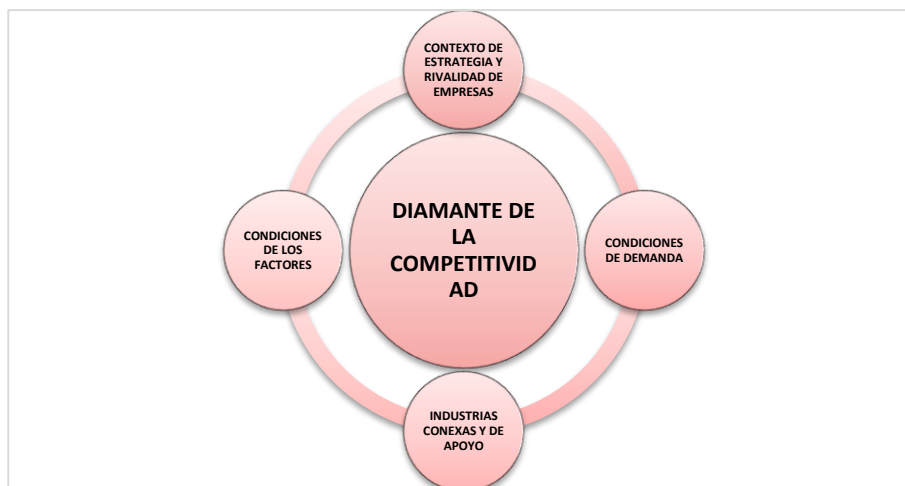 CONTEXTO DE
ESTRATEGIA Y
RIVALIDAD DE
EMPRESAS
DIAMANTE DE
LA
COMPETITIVID
AD
CONDICIONES
DE LOS
FACTORES
CONDICIONES
DE DEMANDA
INDUSTRIAS
CONEXAS Y DE
APOYO